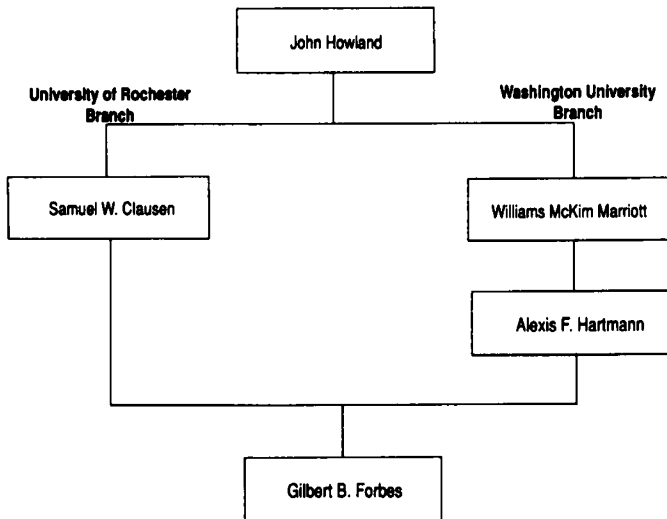 John Howland
University of Rochester
Branch
Washington University
Branch
Samuel W. Clausen
Williams McKim Marriott
Alexis F. Hartmann
Gilbert B. Forbes